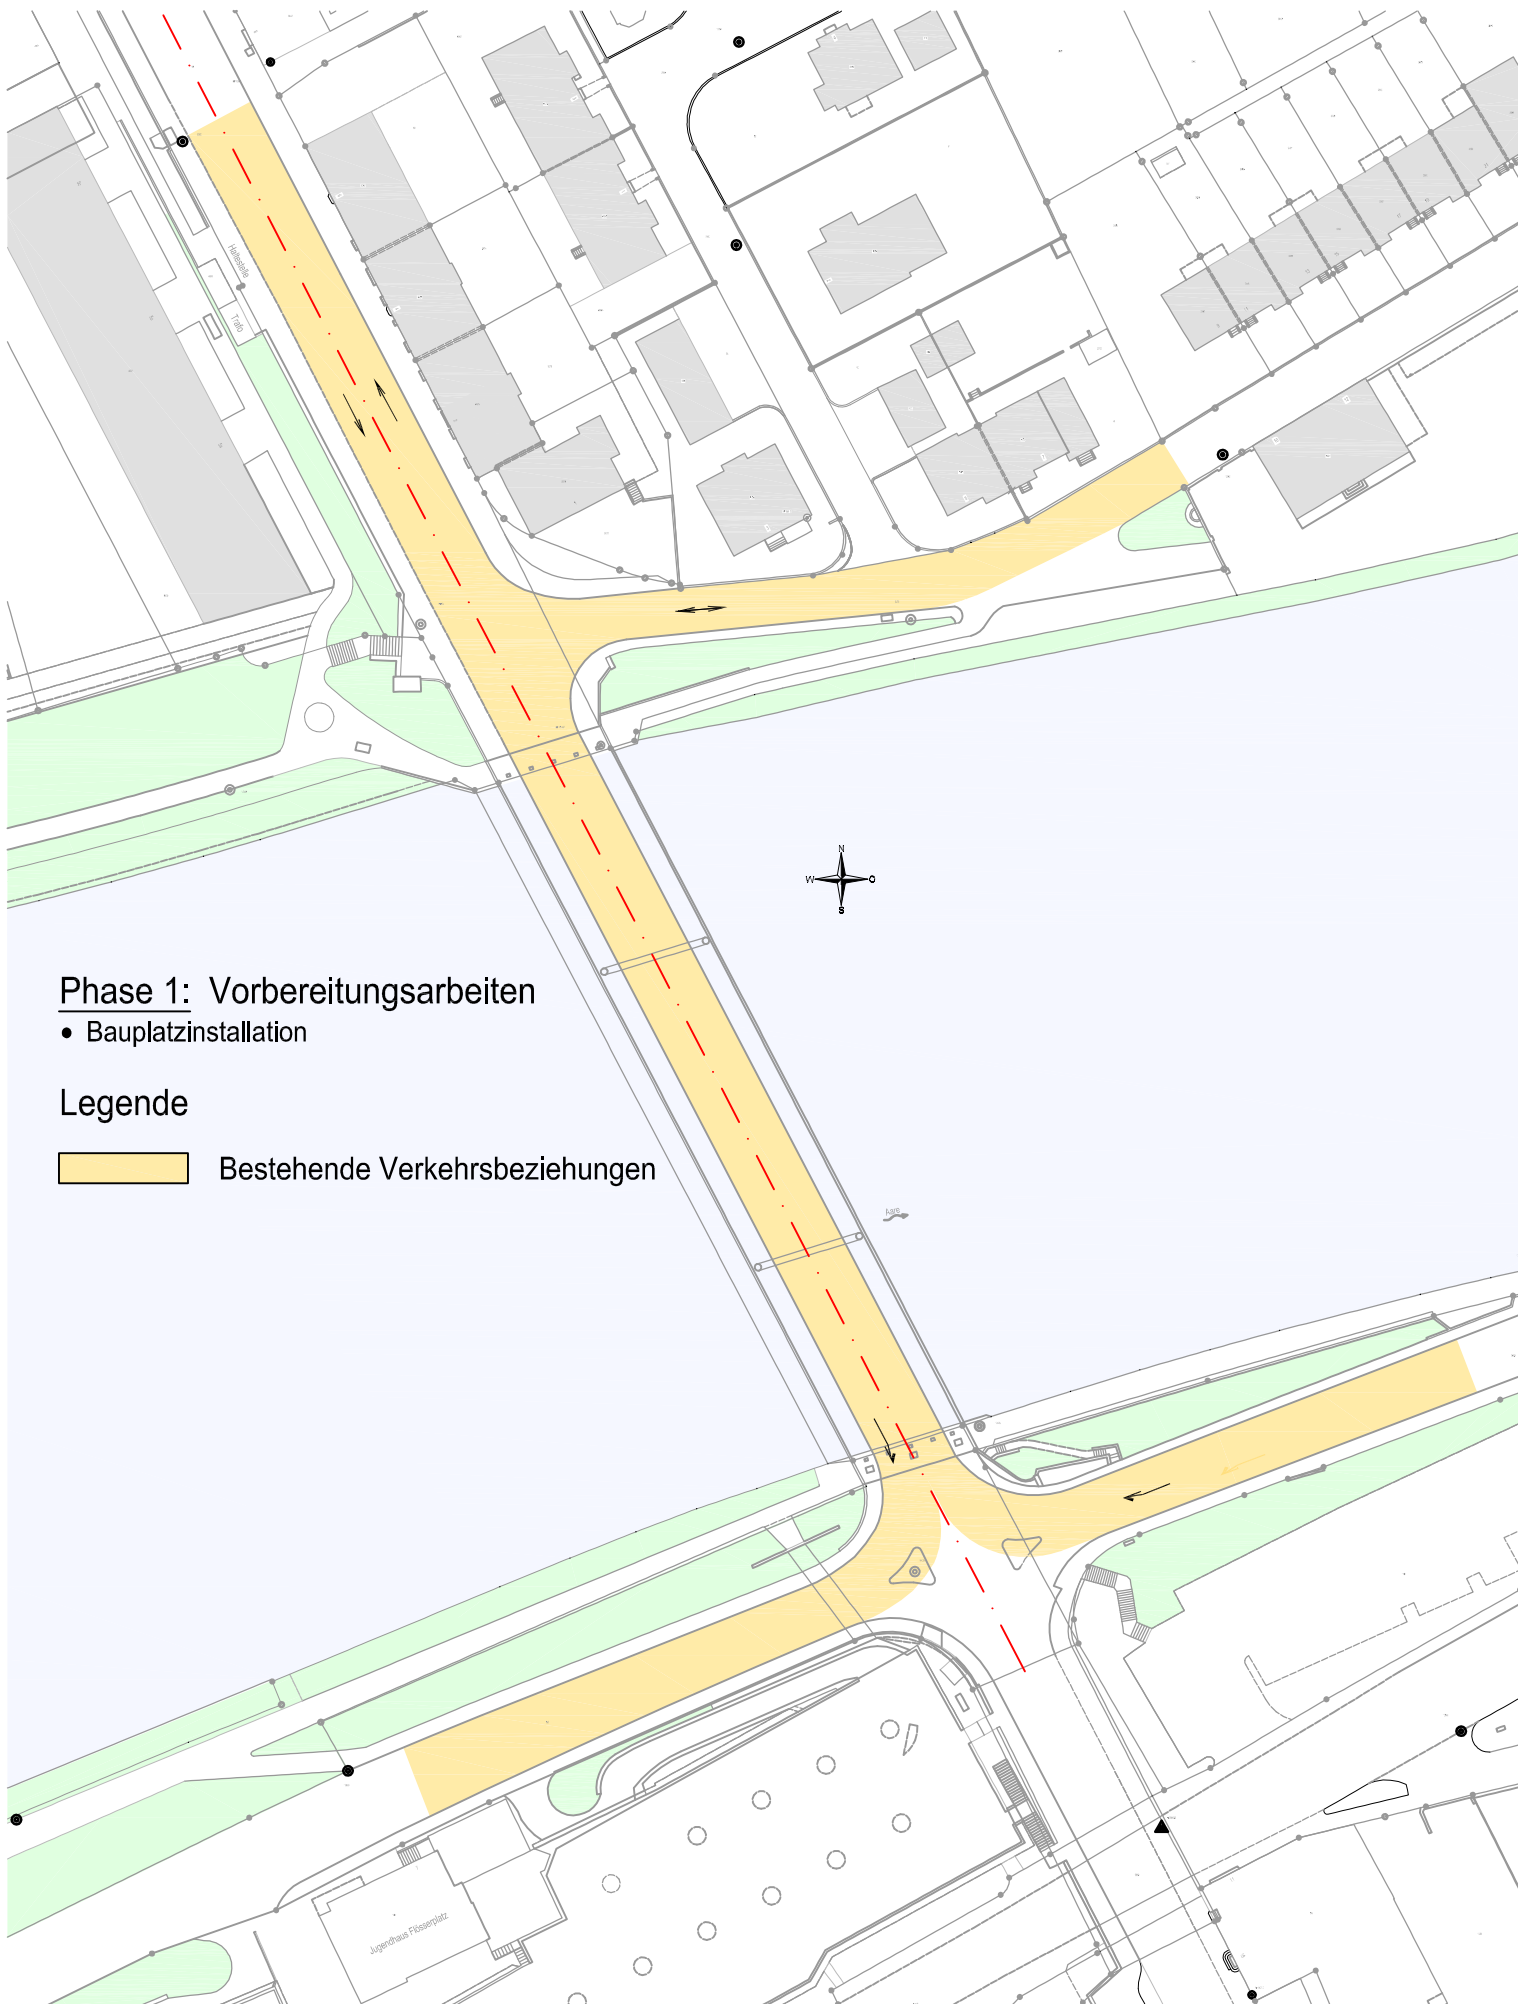 Haltestelle
Trafo
N
W O
S
Phase 1: Vorbereitungsarbeiten
• Bauplatzinstallation
Legende
Bestehende Verkehrsbeziehungen
Aare
Jugendhaus Flösserplatz